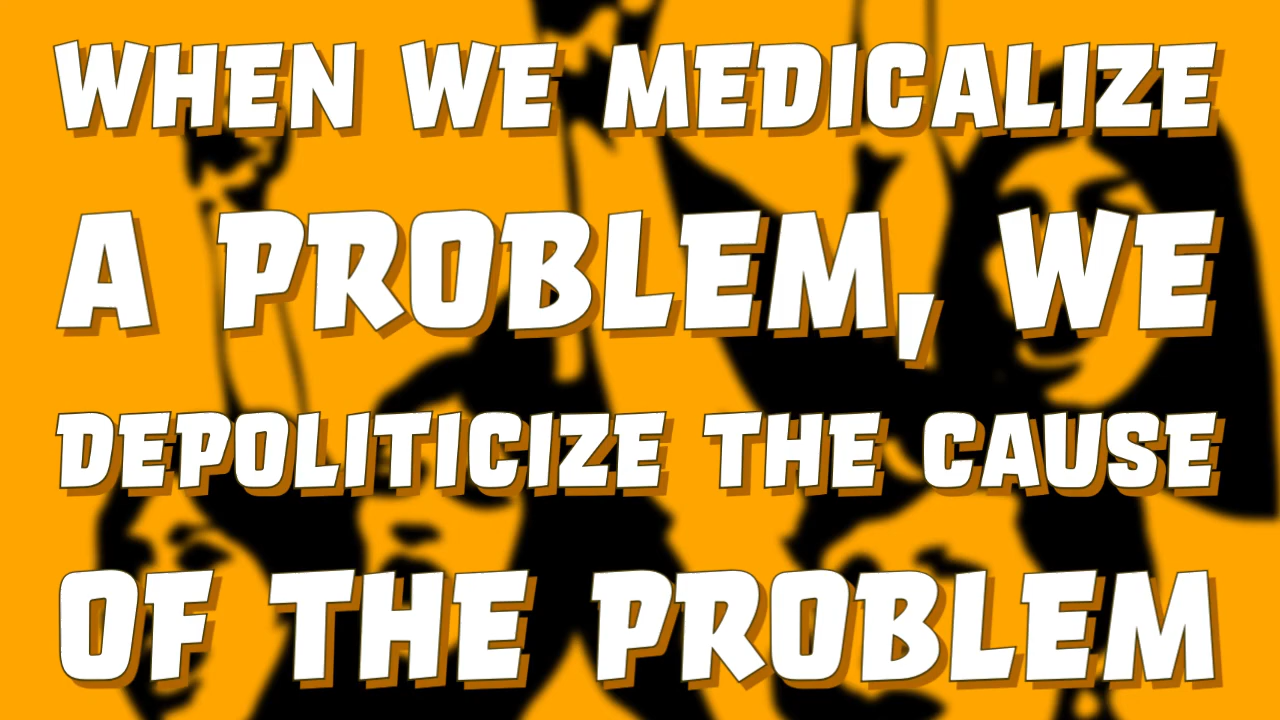 WHEN WE MEDICALIZE
A PROBLEM, WE
DEPOLITICIZE THE CAUSE
OF THE PROBLEM